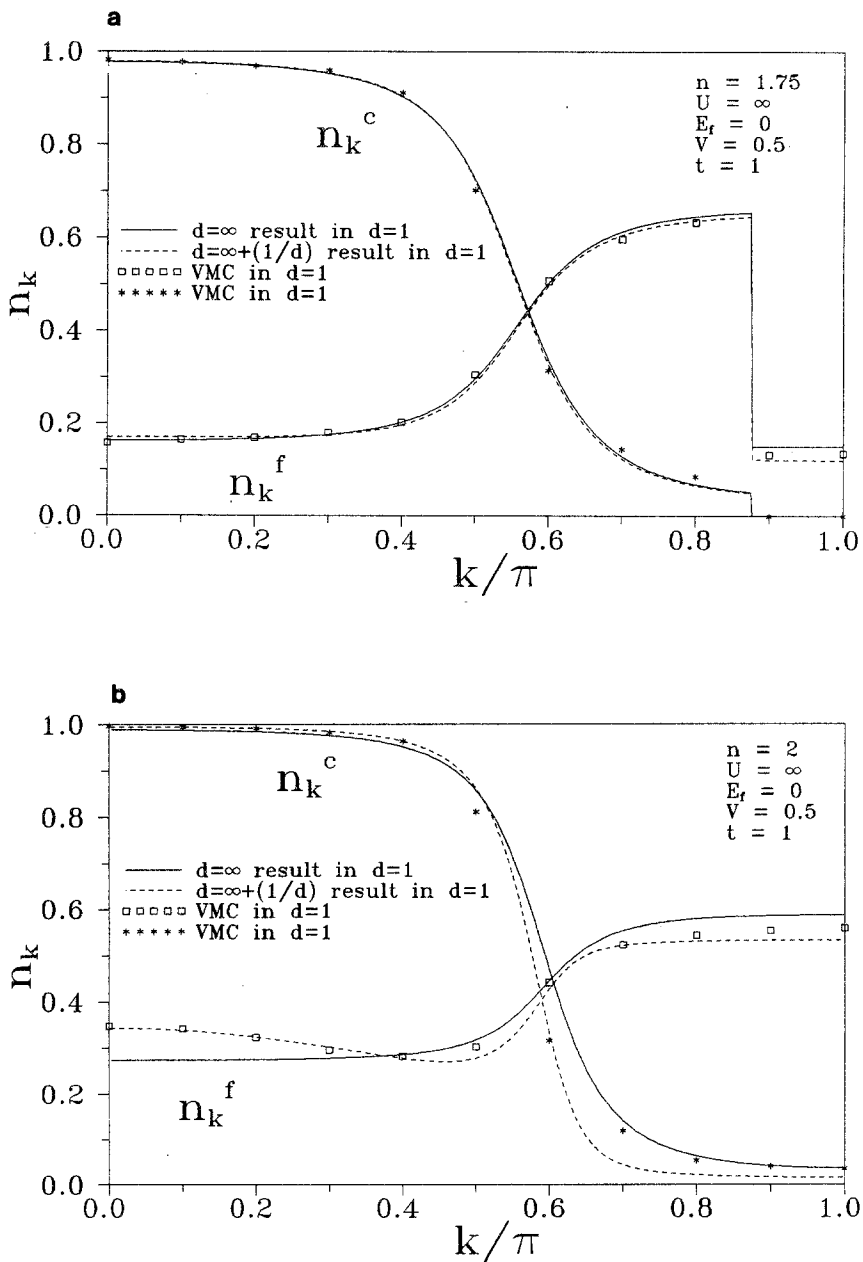 a
1.0
0.8
0.6
0.4
0.2
0.0
n_k
n_k^c
n_k^f
n = 1.75
U = ∞
E_f = 0
V = 0.5
t = 1
d=∞ result in d=1
d=∞+(1/d) result in d=1
VMC in d=1
VMC in d=1
0.0 0.2 0.4 0.6 0.8 1.0
k/π
b
1.0
0.8
0.6
0.4
0.2
0.0
n_k
n_k^c
n_k^f
n = 2
U = ∞
E_f = 0
V = 0.5
t = 1
d=∞ result in d=1
d=∞+(1/d) result in d=1
VMC in d=1
VMC in d=1
0.0 0.2 0.4 0.6 0.8 1.0
k/π